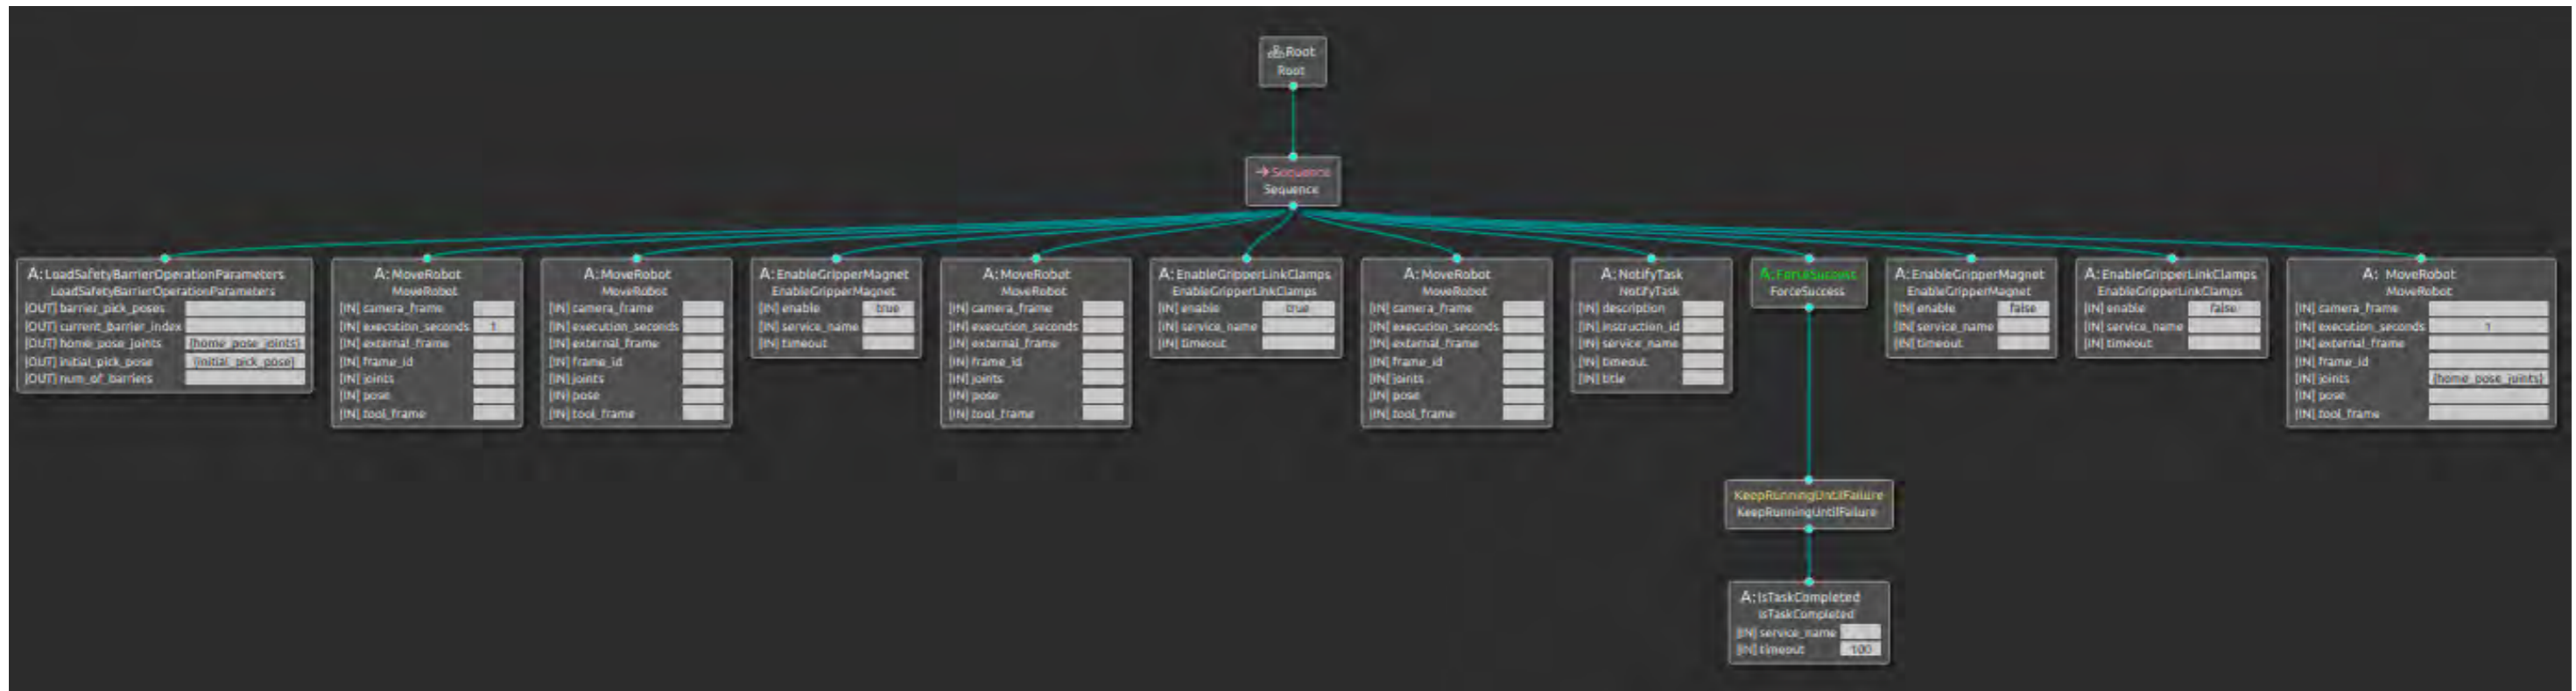 Root
Root
Sequence
Sequence
A: LoadSafetyBarrierOperationParameters
LoadSafetyBarrierOperationParameters
[OUT] barrier_pick_poses
[OUT] current_barrier_index
[OUT] home_pose_joints {home_pose_joints}
[OUT] initial_pick_pose {initial_pick_pose}
[OUT] num_of_barriers
A: MoveRobot
MoveRobot
[IN] camera_frame
[IN] execution_seconds 1
[IN] external_frame
[IN] frame_id
[IN] joints
[IN] pose
[IN] tool_frame
A: MoveRobot
MoveRobot
[IN] camera_frame
[IN] execution_seconds
[IN] external_frame
[IN] frame_id
[IN] joints
[IN] pose
[IN] tool_frame
A: EnableGripperMagnet
EnableGripperMagnet
[IN] enable true
[IN] service_name
[IN] timeout
A: MoveRobot
MoveRobot
[IN] camera_frame
[IN] execution_seconds
[IN] external_frame
[IN] frame_id
[IN] joints
[IN] pose
[IN] tool_frame
A: EnableGripperLinkClamps
EnableGripperLinkClamps
[IN] enable true
[IN] service_name
[IN] timeout
A: MoveRobot
MoveRobot
[IN] camera_frame
[IN] execution_seconds
[IN] external_frame
[IN] frame_id
[IN] joints
[IN] pose
[IN] tool_frame
A: NotifyTask
NotifyTask
[IN] description
[IN] instruction_id
[IN] service_name
[IN] timeout
[IN] title
A: ForceSuccess
ForceSuccess
A: EnableGripperMagnet
EnableGripperMagnet
[IN] enable false
[IN] service_name
[IN] timeout
A: EnableGripperLinkClamps
EnableGripperLinkClamps
[IN] enable false
[IN] service_name
[IN] timeout
A: MoveRobot
MoveRobot
[IN] camera_frame
[IN] execution_seconds 1
[IN] external_frame
[IN] frame_id
[IN] joints {home_pose_joints}
[IN] pose
[IN] tool_frame
KeepRunningUntilFailure
KeepRunningUntilFailure
A: IsTaskCompleted
IsTaskCompleted
[IN] service_name
[IN] timeout 100